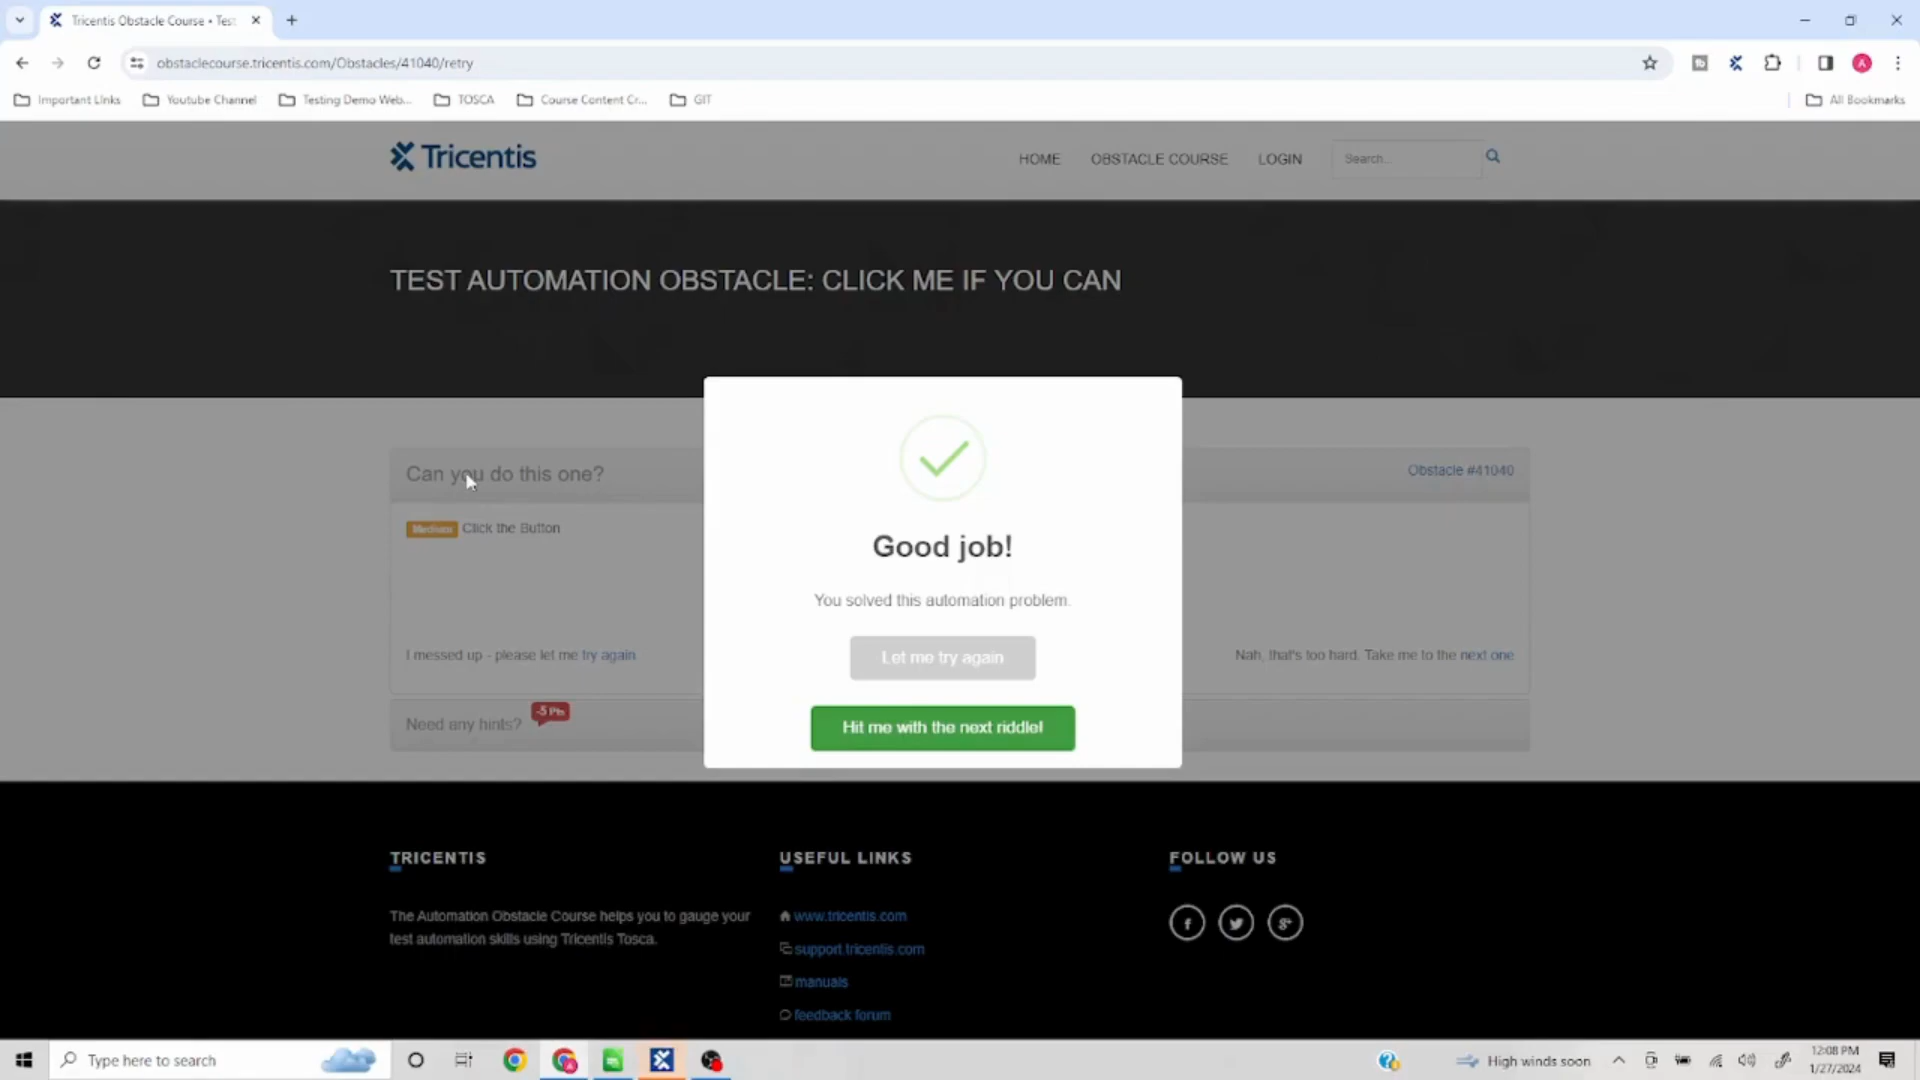 Tricentis Obstacle Course • Test
obstaclecourse.tricentis.com/Obstacles/41040/retry
Important Links
Youtube Channel
Testing Demo Web...
TOSCA
Course Content Cr...
GIT
All Bookmarks
Tricentis
HOME
OBSTACLE COURSE
LOGIN
Search...
TEST AUTOMATION OBSTACLE: CLICK ME IF YOU CAN
Can you do this one?
Obstacle #41040
Medium Click the Button
I messed up - please let me try again
Nah, that's too hard. Take me to the next one
Need any hints?
-5 Pts
Good job!
You solved this automation problem.
Let me try again
Hit me with the next riddle!
TRICENTIS
The Automation Obstacle Course helps you to gauge your
test automation skills using Tricentis Tosca.
USEFUL LINKS
www.tricentis.com
support.tricentis.com
manuals
feedback forum
FOLLOW US
Type here to search
High winds soon
12:08 PM
1/27/2024